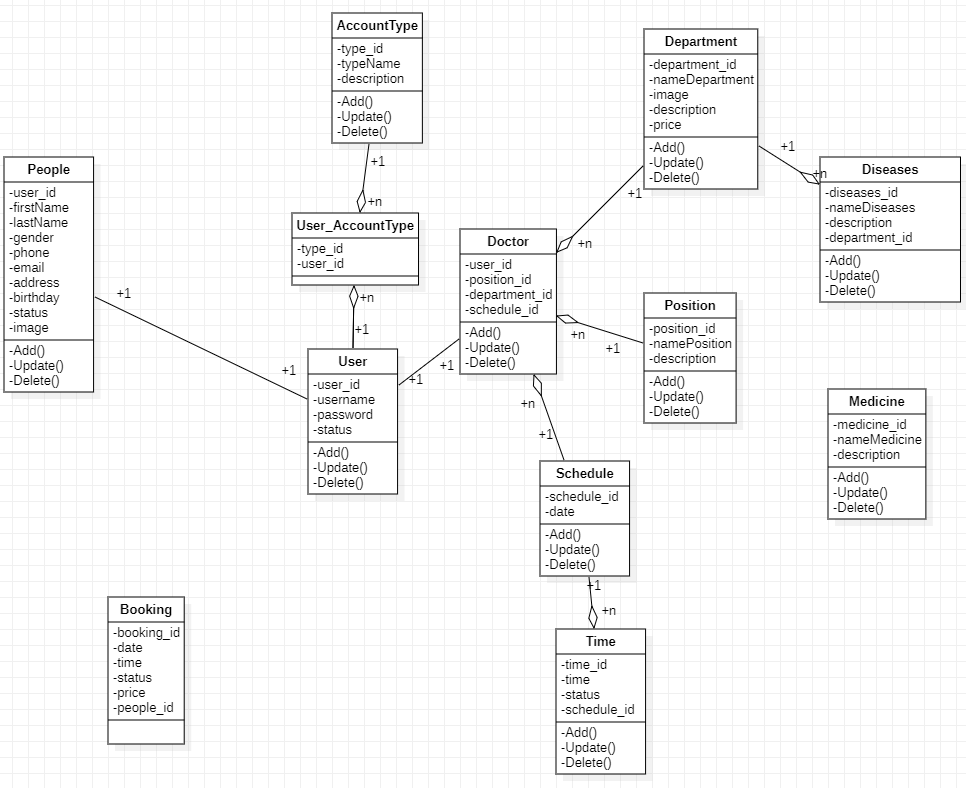 AccountType
-type_id
-typeName
-description
-Add()
-Update()
-Delete()
+1
+n
Department
-department_id
-nameDepartment
-image
-description
-price
-Add()
-Update()
-Delete()
+1
+n
+1
+n
People
-user_id
-firstName
-lastName
-gender
-phone
-email
-address
-birthday
-status
-image
-Add()
-Update()
-Delete()
+1
+1
User_AccountType
-type_id
-user_id
+n
+1
Diseases
-diseases_id
-nameDiseases
-description
-department_id
-Add()
-Update()
-Delete()
Doctor
-user_id
-position_id
-department_id
-schedule_id
-Add()
-Update()
-Delete()
+n
+1
+1
+1
+n
+1
Position
-position_id
-namePosition
-description
-Add()
-Update()
-Delete()
User
-user_id
-username
-password
-status
-Add()
-Update()
-Delete()
Medicine
-medicine_id
-nameMedicine
-description
-Add()
-Update()
-Delete()
Schedule
-schedule_id
-date
-Add()
-Update()
-Delete()
+1
+n
Booking
-booking_id
-date
-time
-status
-price
-people_id
Time
-time_id
-time
-status
-schedule_id
-Add()
-Update()
-Delete()